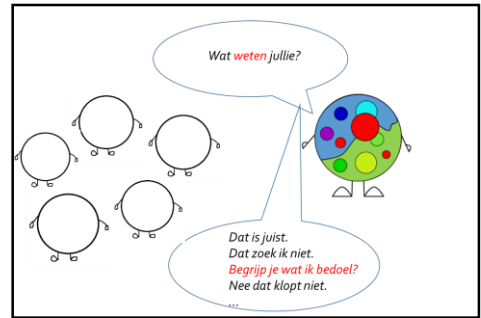 Wat weten jullie?
Dat is juist.
Dat zoek ik niet.
Begrijp je wat ik bedoel?
Nee dat klopt niet.
...